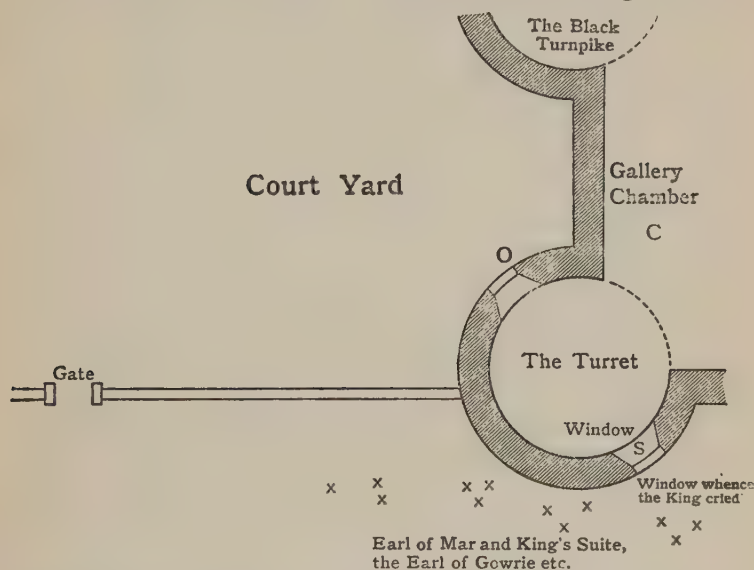 The Black
Turnpike
Court Yard
Gallery
Chamber
C
O
The Turret
Gate
Window
S
Window whence
the King cried
x x x x x x x x x x x x x
Earl of Mar and King's Suite,
the Earl of Gowrie etc.